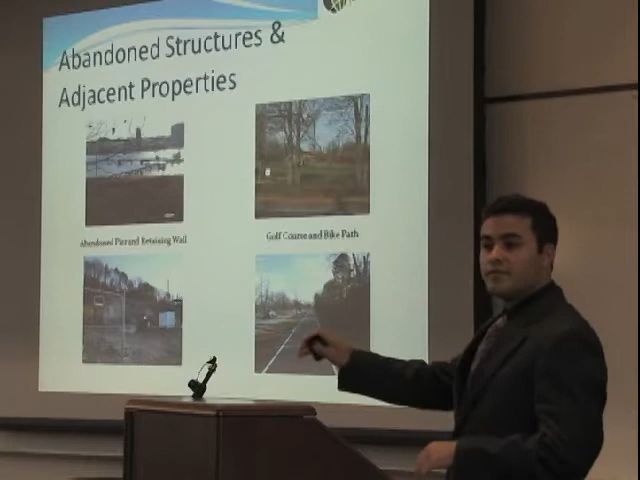 Abandoned Structures &
Adjacent Properties
Abandoned Pier and Retaining Wall
Golf Course and Bike Path